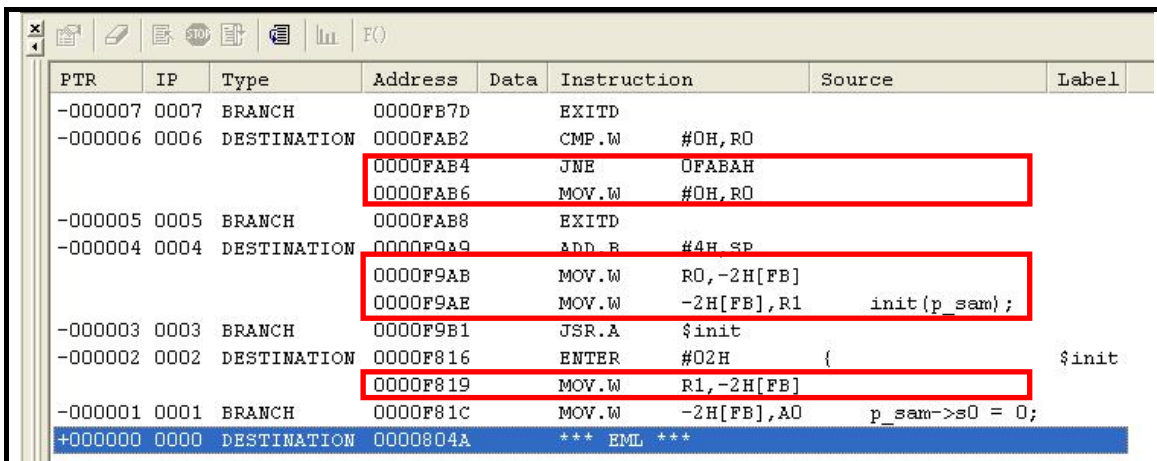 STOP F()
PTR IP Type Address Data Instruction Source Label
-000007 0007 BRANCH 0000FB7D EXITD
-000006 0006 DESTINATION 0000FAB2 CMP.W #0H,R0
0000FAB4 JNE 0FABAH
0000FAB6 MOV.W #0H,R0
-000005 0005 BRANCH 0000FAB8 EXITD
-000004 0004 DESTINATION 0000F9A9 ADD.B #4H,SP
0000F9AB MOV.W R0,-2H[FB]
0000F9AE MOV.W -2H[FB],R1 init(p_sam);
-000003 0003 BRANCH 0000F9B1 JSR.A $init
-000002 0002 DESTINATION 0000F816 ENTER #02H { $init
0000F819 MOV.W R1,-2H[FB]
-000001 0001 BRANCH 0000F81C MOV.W -2H[FB],A0 p_sam->s0 = 0;
+000000 0000 DESTINATION 0000804A *** EML ***